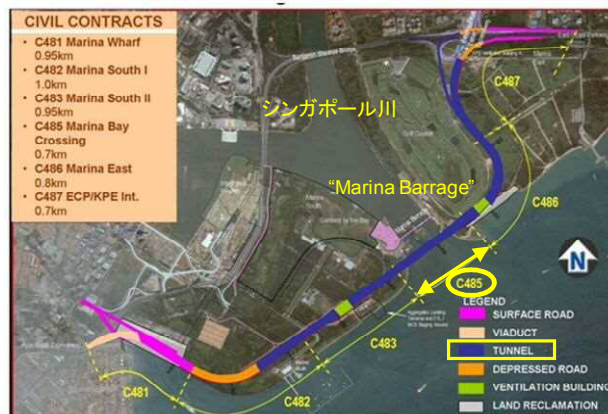 CIVIL CONTRACTS
• C481 Marina Wharf
0.95km
• C482 Marina South I
1.0km
• C483 Marina South II
0.95km
• C485 Marina Bay
Crossing
0.7km
• C486 Marina East
0.8km
• C487 ECP/KPE Int.
0.7km
シンガポール川
C487
“Marina Barrage”
C486
C485
C483
C482
C481
N
LEGEND
SURFACE ROAD
VIADUCT
TUNNEL
DEPRESSED ROAD
VENTILATION BUILDING
LAND RECLAMATION